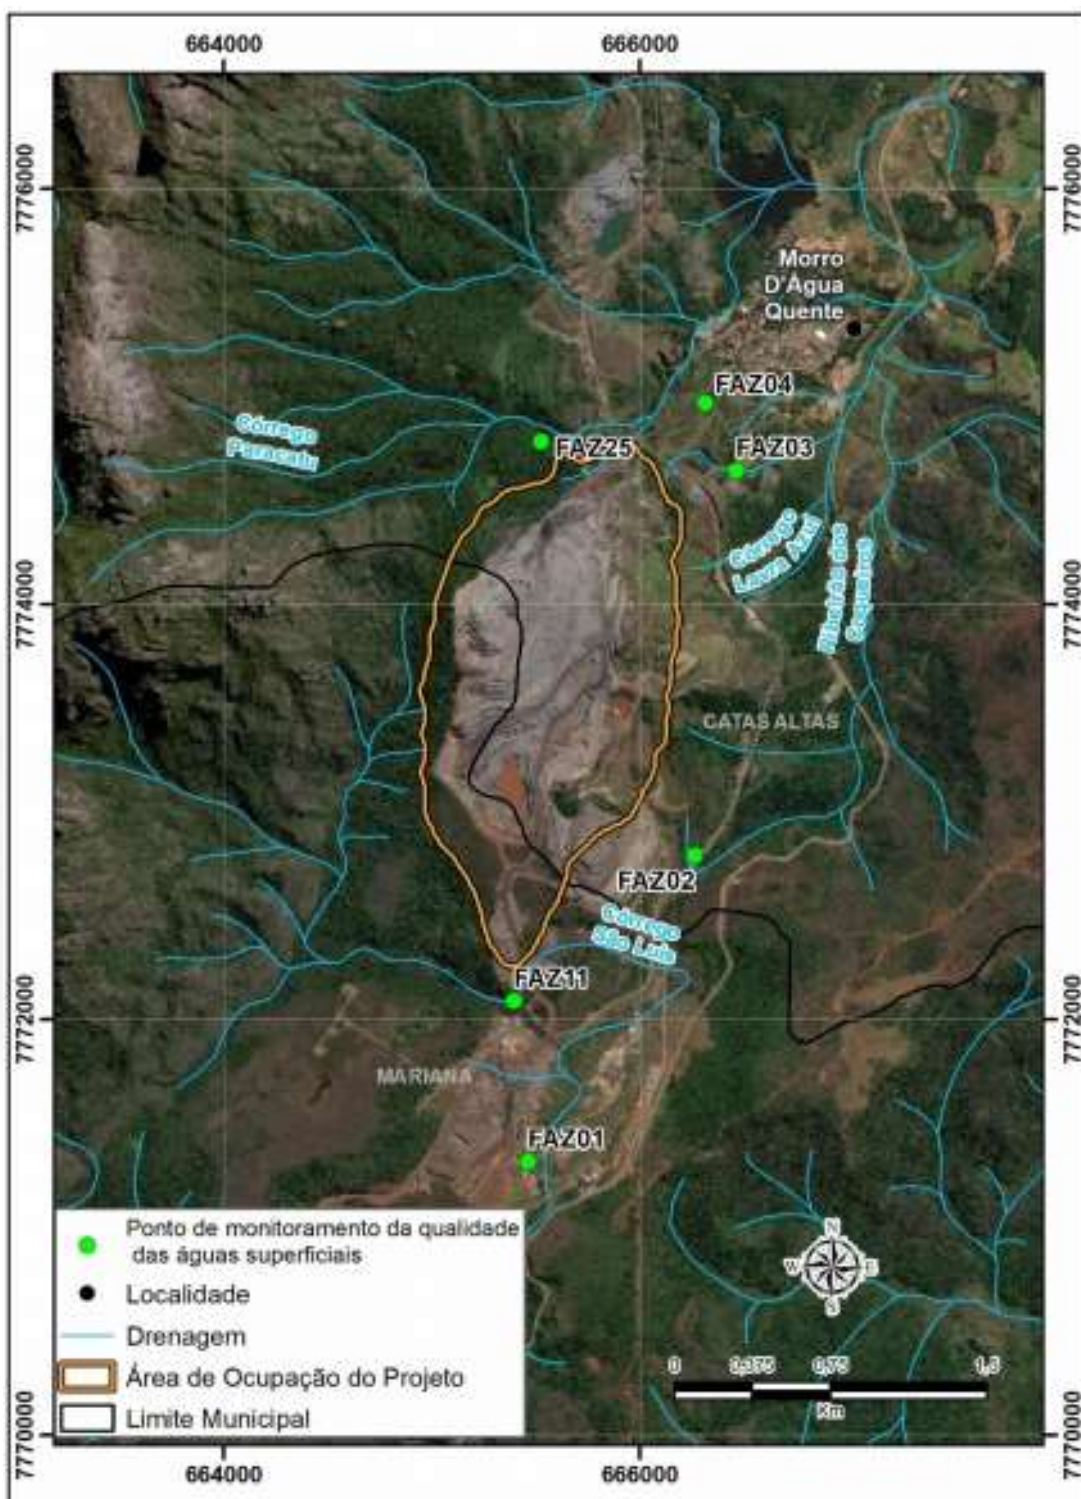 664000
666000
7776000
7776000
Morro
D'Água
Quente
FAZ04
Córrego
Paracatu
FAZ25
FAZ03
Córrego
Lavra Azul
Ribeirão dos
Coqueiros
7774000
7774000
CATAS ALTAS
FAZ02
Córrego
São Luis
FAZ11
7772000
7772000
MARIANA
FAZ01
Ponto de monitoramento da qualidade
das águas superficiais
Localidade
Drenagem
Área de Ocupação do Projeto
Limite Municipal
N
W
E
S
0 0,375 0,75 1,5
Km
7770000
7770000
664000
666000